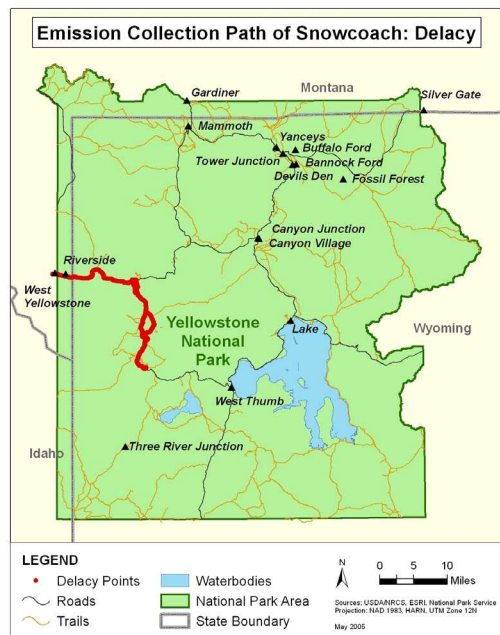 Emission Collection Path of Snowcoach: Delacy
Gardiner
Montana
Silver Gate
Mammoth
Yanceys
Buffalo Ford
Tower Junction
Bannock Ford
Devils Den
Fossil Forest
Canyon Junction
Canyon Village
Riverside
West
Yellowstone
Yellowstone
National
Park
Lake
Wyoming
West Thumb
Idaho
Three River Junction
LEGEND
Delacy Points
Roads
Trails
Waterbodies
National Park Area
State Boundary
N
0 5 10
Miles
Sources: USDA/NRCS, ESRI, National Park Service
Projection: NAD 1983, HARN, UTM Zone 12N
May 2005